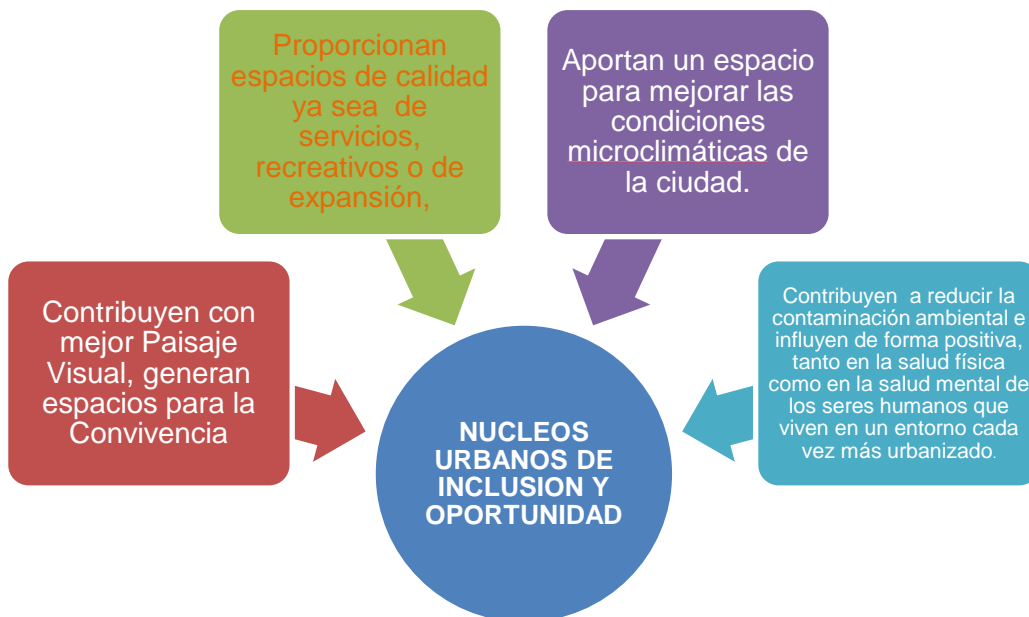 Proporcionan
espacios de calidad
ya sea de
servicios,
recreativos o de
expansión,
Aportan un espacio
para mejorar las
condiciones
microclimáticas de
la ciudad.
Contribuyen con
mejor Paisaje
Visual, generan
espacios para la
Convivencia
Contribuyen a reducir la
contaminación ambiental e
influyen de forma positiva,
tanto en la salud física
como en la salud mental de
los seres humanos que
viven en un entorno cada
vez más urbanizado.
NUCLEOS
URBANOS DE
INCLUSION Y
OPORTUNIDAD